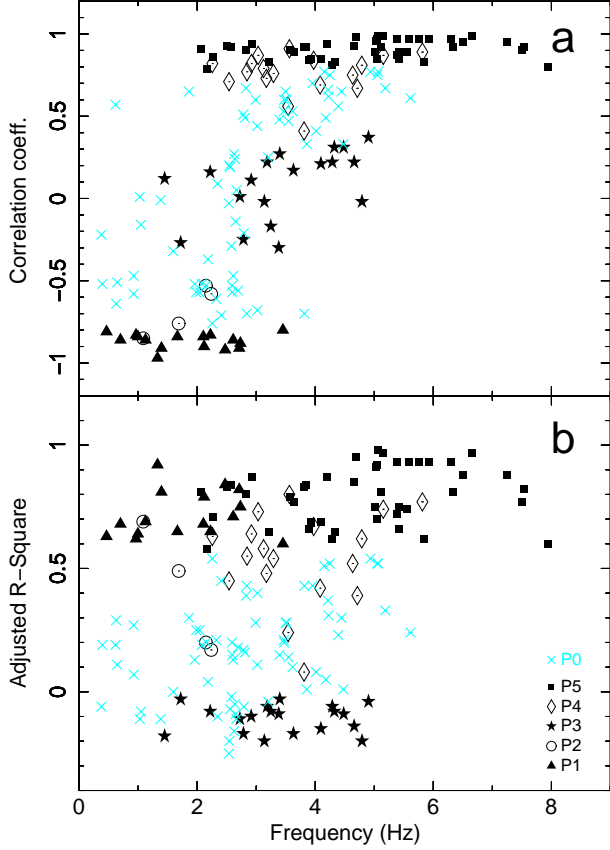 a
Correlation coeff.
1
0.5
0
−0.5
−1
b
Adjusted R−Square
1
0.5
0
P0
P5
P4
P3
P2
P1
0 2 4 6 8
Frequency (Hz)